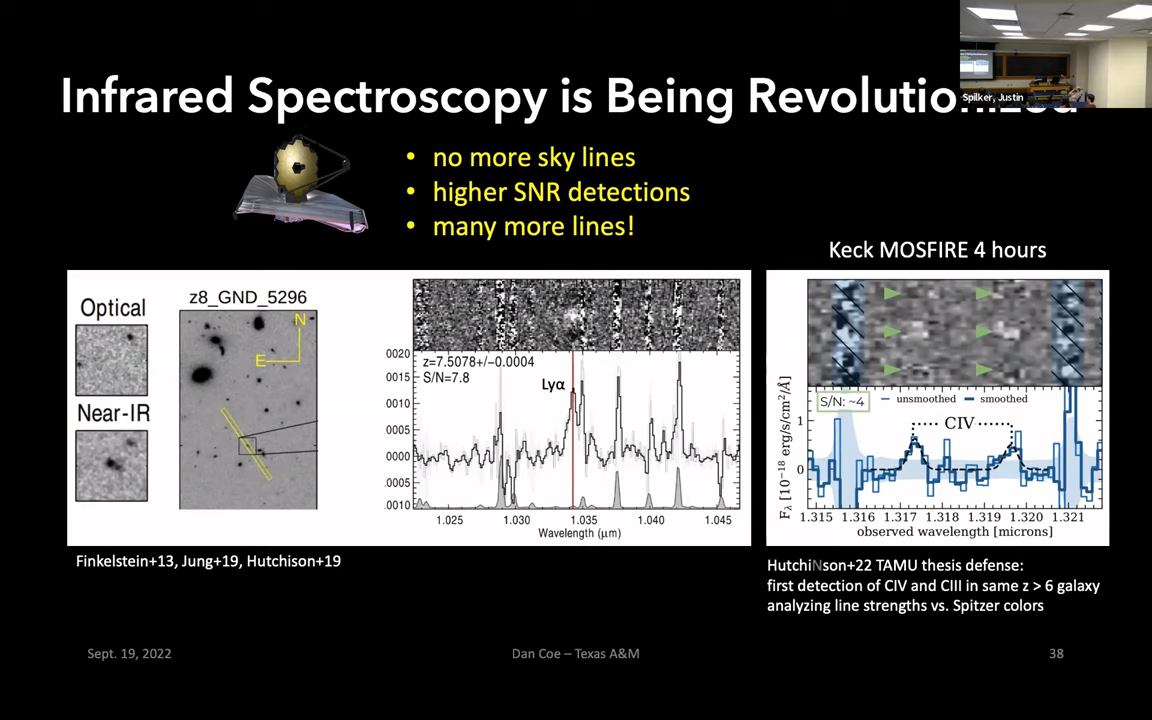 Infrared Spectroscopy is Being Revolutionized
Spilker, Justin
• no more sky lines
• higher SNR detections
• many more lines!
Keck MOSFIRE 4 hours
Optical
z8_GND_5296
N
E
Near-IR
z=7.5078+/-0.0004
S/N=7.8
Lyα
0020
0015
0010
0005
0000
.0005
.0010
1.025 1.030 1.035 1.040 1.045
Wavelength (μm)
S/N: ~4
unsmoothed smoothed
CIV
1
0
Fλ [10⁻¹⁸ erg/s/cm²/Å]
1.315 1.316 1.317 1.318 1.319 1.320 1.321
observed wavelength [microns]
Finkelstein+13, Jung+19, Hutchison+19
HutchiNson+22 TAMU thesis defense:
first detection of CIV and CIII in same z > 6 galaxy
analyzing line strengths vs. Spitzer colors
Sept. 19, 2022
Dan Coe – Texas A&M
38